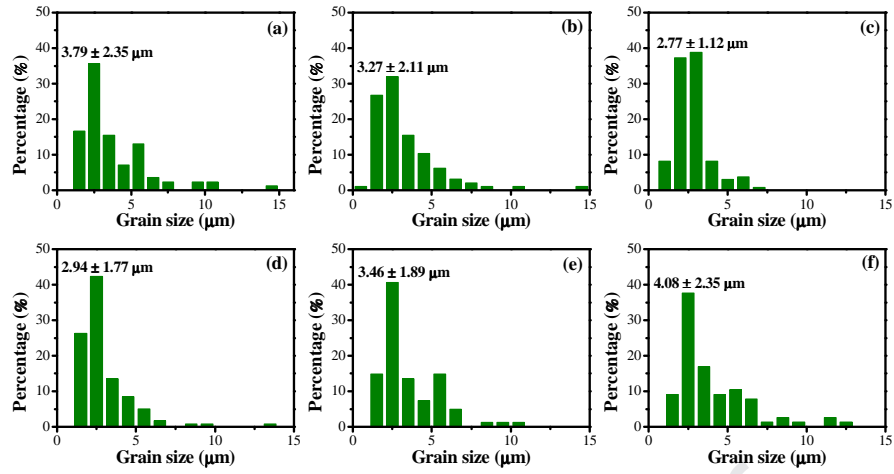 (a)
3.79 ± 2.35 μm
Percentage (%)
50
40
30
20
10
0
0 5 10 15
Grain size (μm)
(b)
3.27 ± 2.11 μm
Percentage (%)
50
40
30
20
10
0
0 5 10 15
Grain size (μm)
(c)
2.77 ± 1.12 μm
Percentage (%)
50
40
30
20
10
0
0 5 10 15
Grain size (μm)
(d)
2.94 ± 1.77 μm
Percentage (%)
50
40
30
20
10
0
0 5 10 15
Grain size (μm)
(e)
3.46 ± 1.89 μm
Percentage (%)
50
40
30
20
10
0
0 5 10 15
Grain size (μm)
(f)
4.08 ± 2.35 μm
Percentage (%)
50
40
30
20
10
0
0 5 10 15
Grain size (μm)